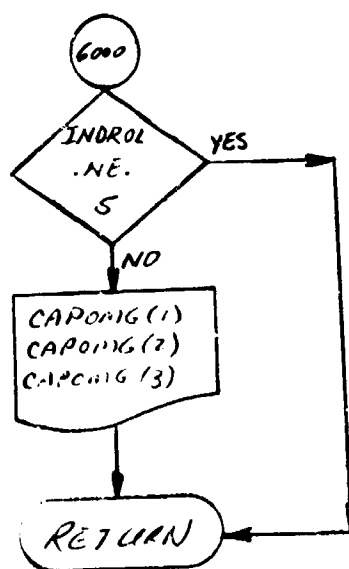 6000
INDROL
.NE.
5
YES
NO
CAPOMG(1)
CAPOMG(2)
CAPOMG(3)
RETURN